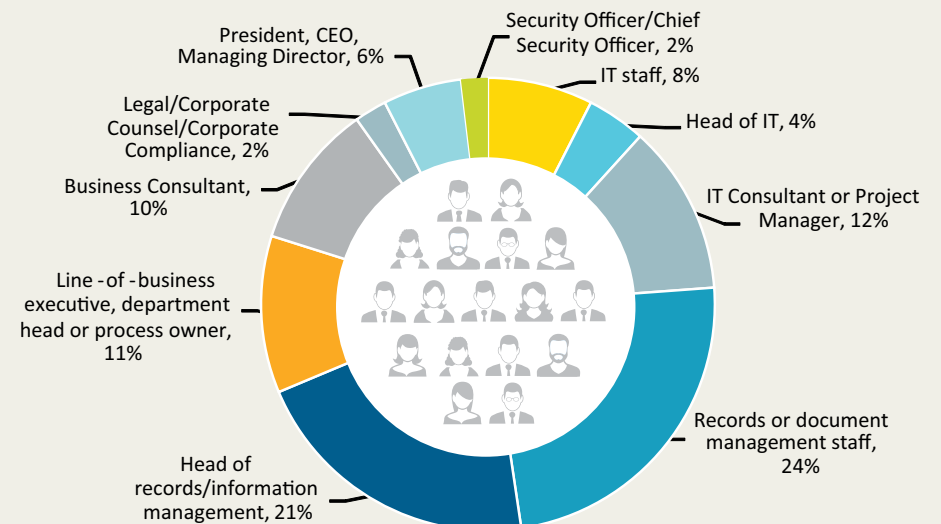 Security Officer/Chief
Security Officer, 2%
IT staff, 8%
Head of IT, 4%
IT Consultant or Project
Manager, 12%
Records or document
management staff,
24%
Head of
records/information
management, 21%
Line -of -business
executive, department
head or process owner,
11%
Business Consultant,
10%
Legal/Corporate
Counsel/Corporate
Compliance, 2%
President, CEO,
Managing Director, 6%